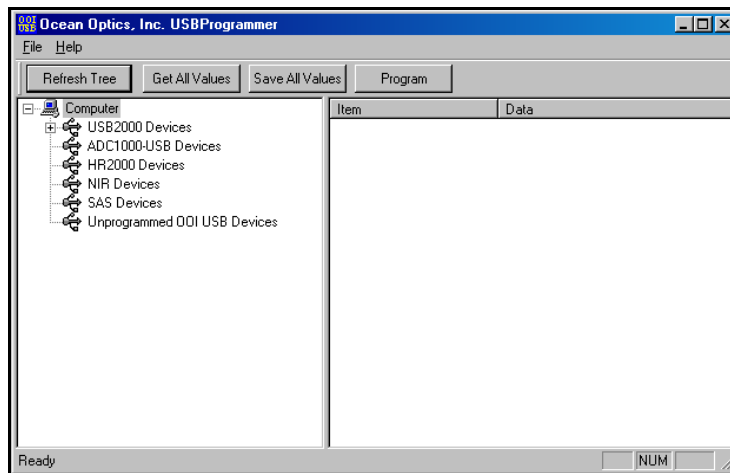 OOI USB Ocean Optics, Inc. USBProgrammer
File Help
Refresh Tree Get All Values Save All Values Program
Computer
USB2000 Devices
ADC1000-USB Devices
HR2000 Devices
NIR Devices
SAS Devices
Unprogrammed OOI USB Devices
Item Data
Ready NUM